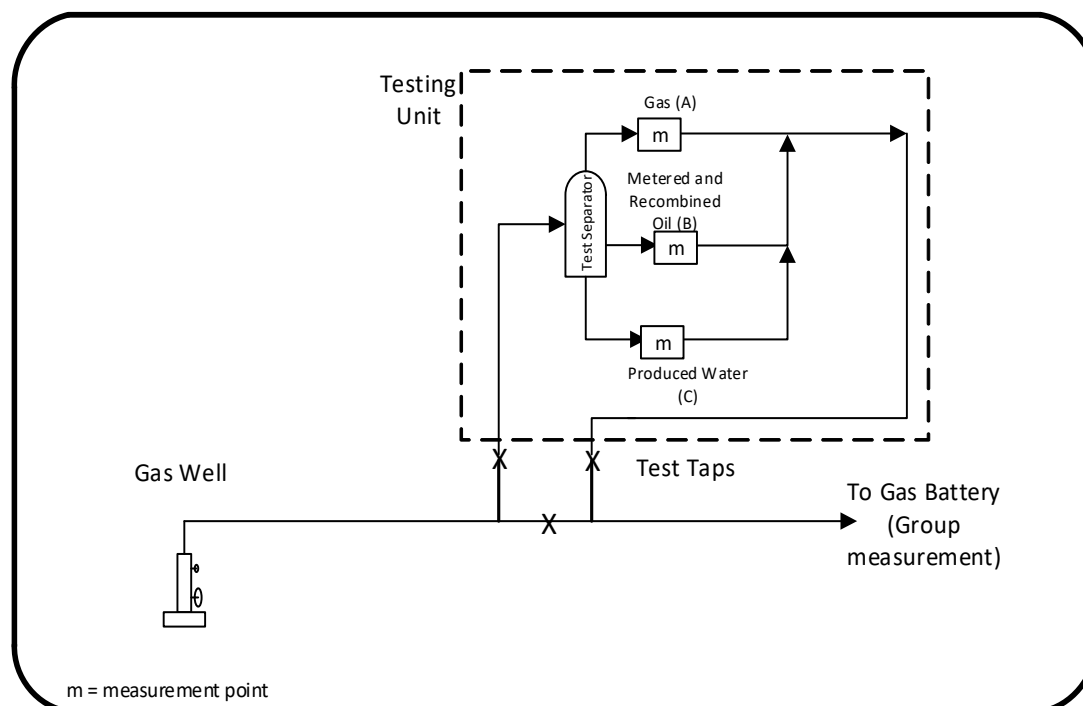 Testing
Unit
Gas (A)
m
Metered and
Recombined
Oil (B)
m
Test Separator
m
Produced Water
(C)
X
X
Test Taps
Gas Well
X
To Gas Battery
(Group
measurement)
m = measurement point